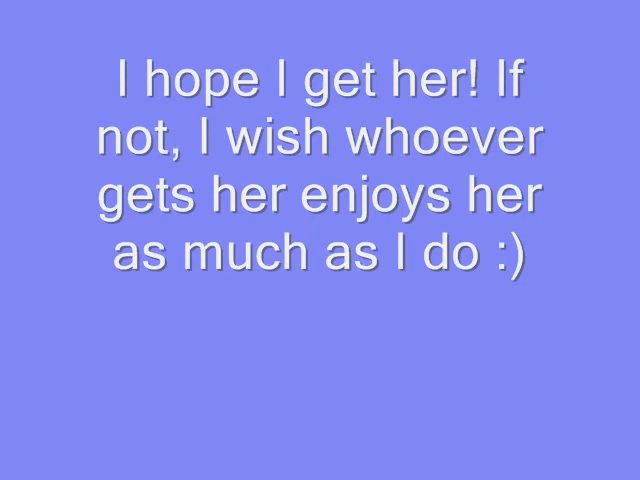 I hope I get her! If
not, I wish whoever
gets her enjoys her
as much as I do :)